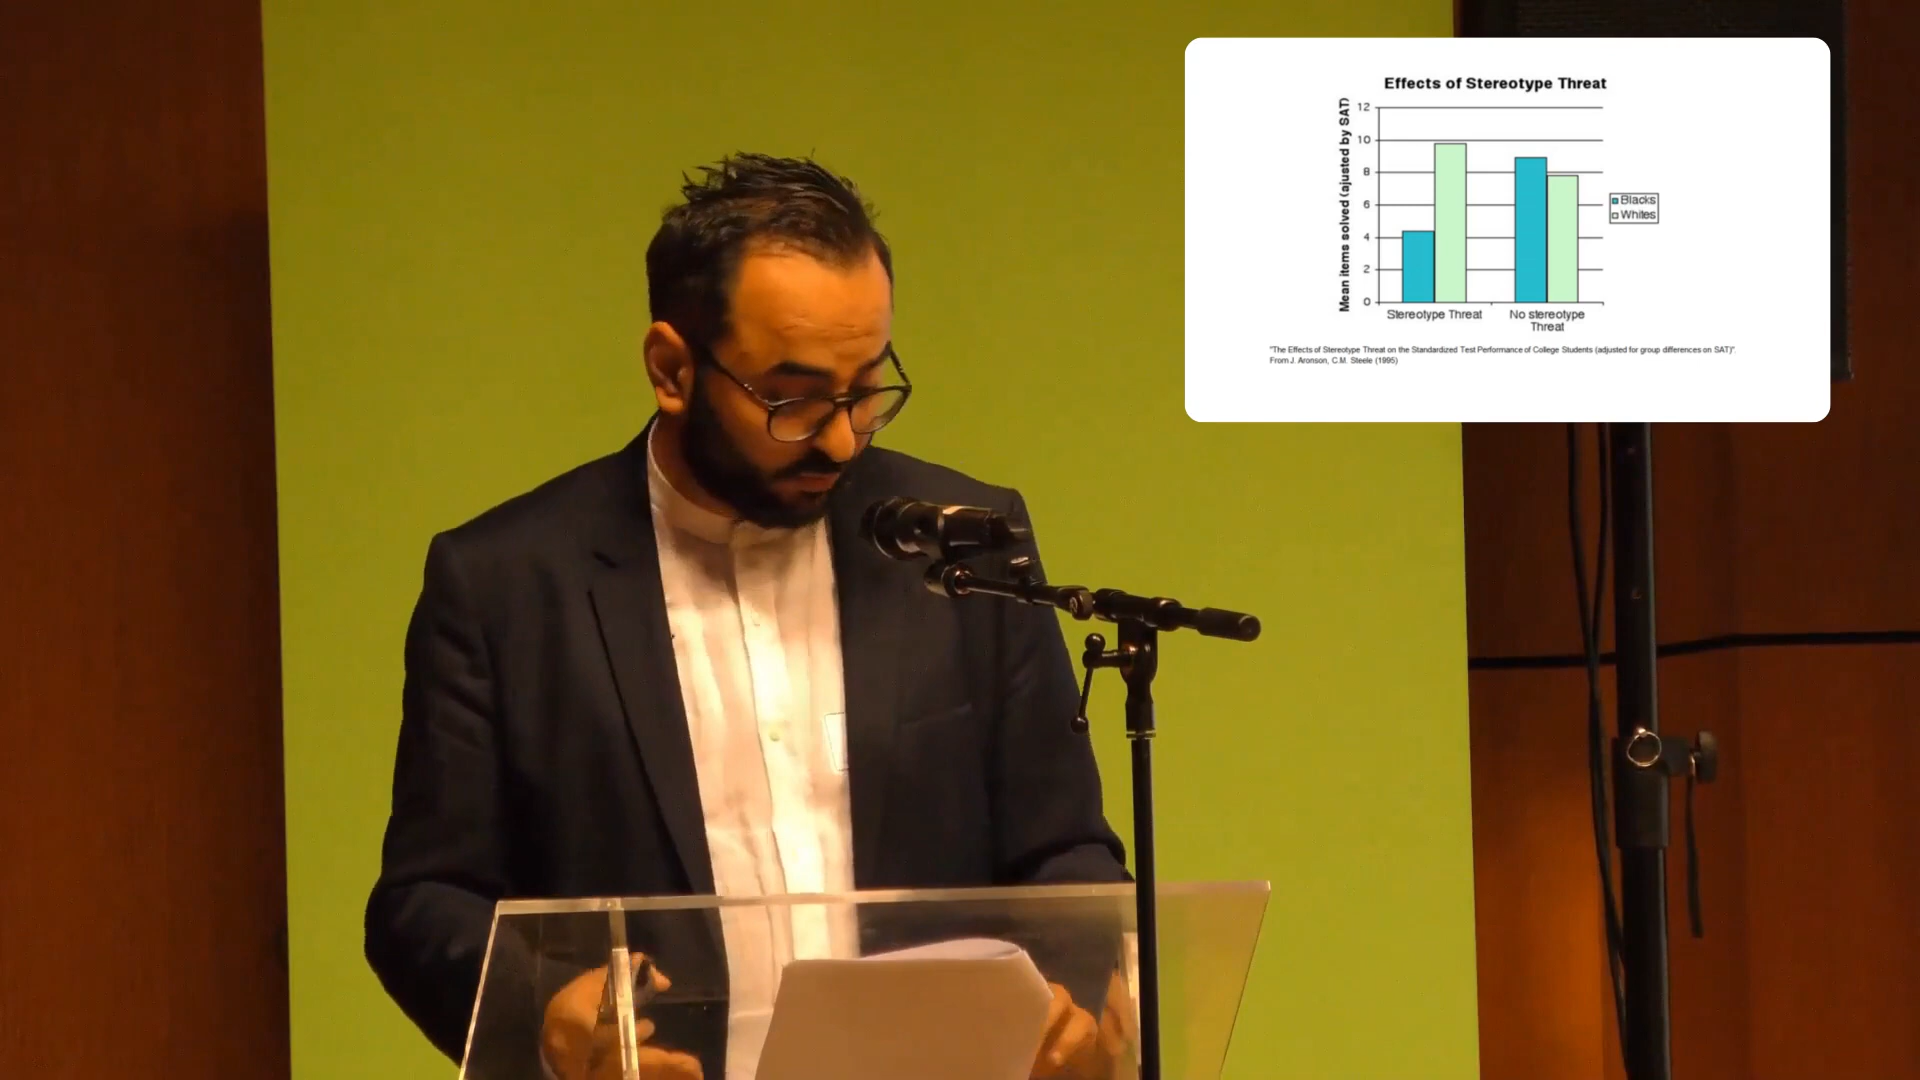 Effects of Stereotype Threat
Mean items solved (ajusted by SAT)
12
10
8
6
4
2
0
Stereotype Threat
No stereotype
Threat
Blacks
Whites
"The Effects of Stereotype Threat on the Standardized Test Performance of College Students (adjusted for group differences on SAT)".
From J. Aronson, C.M. Steele (1995)